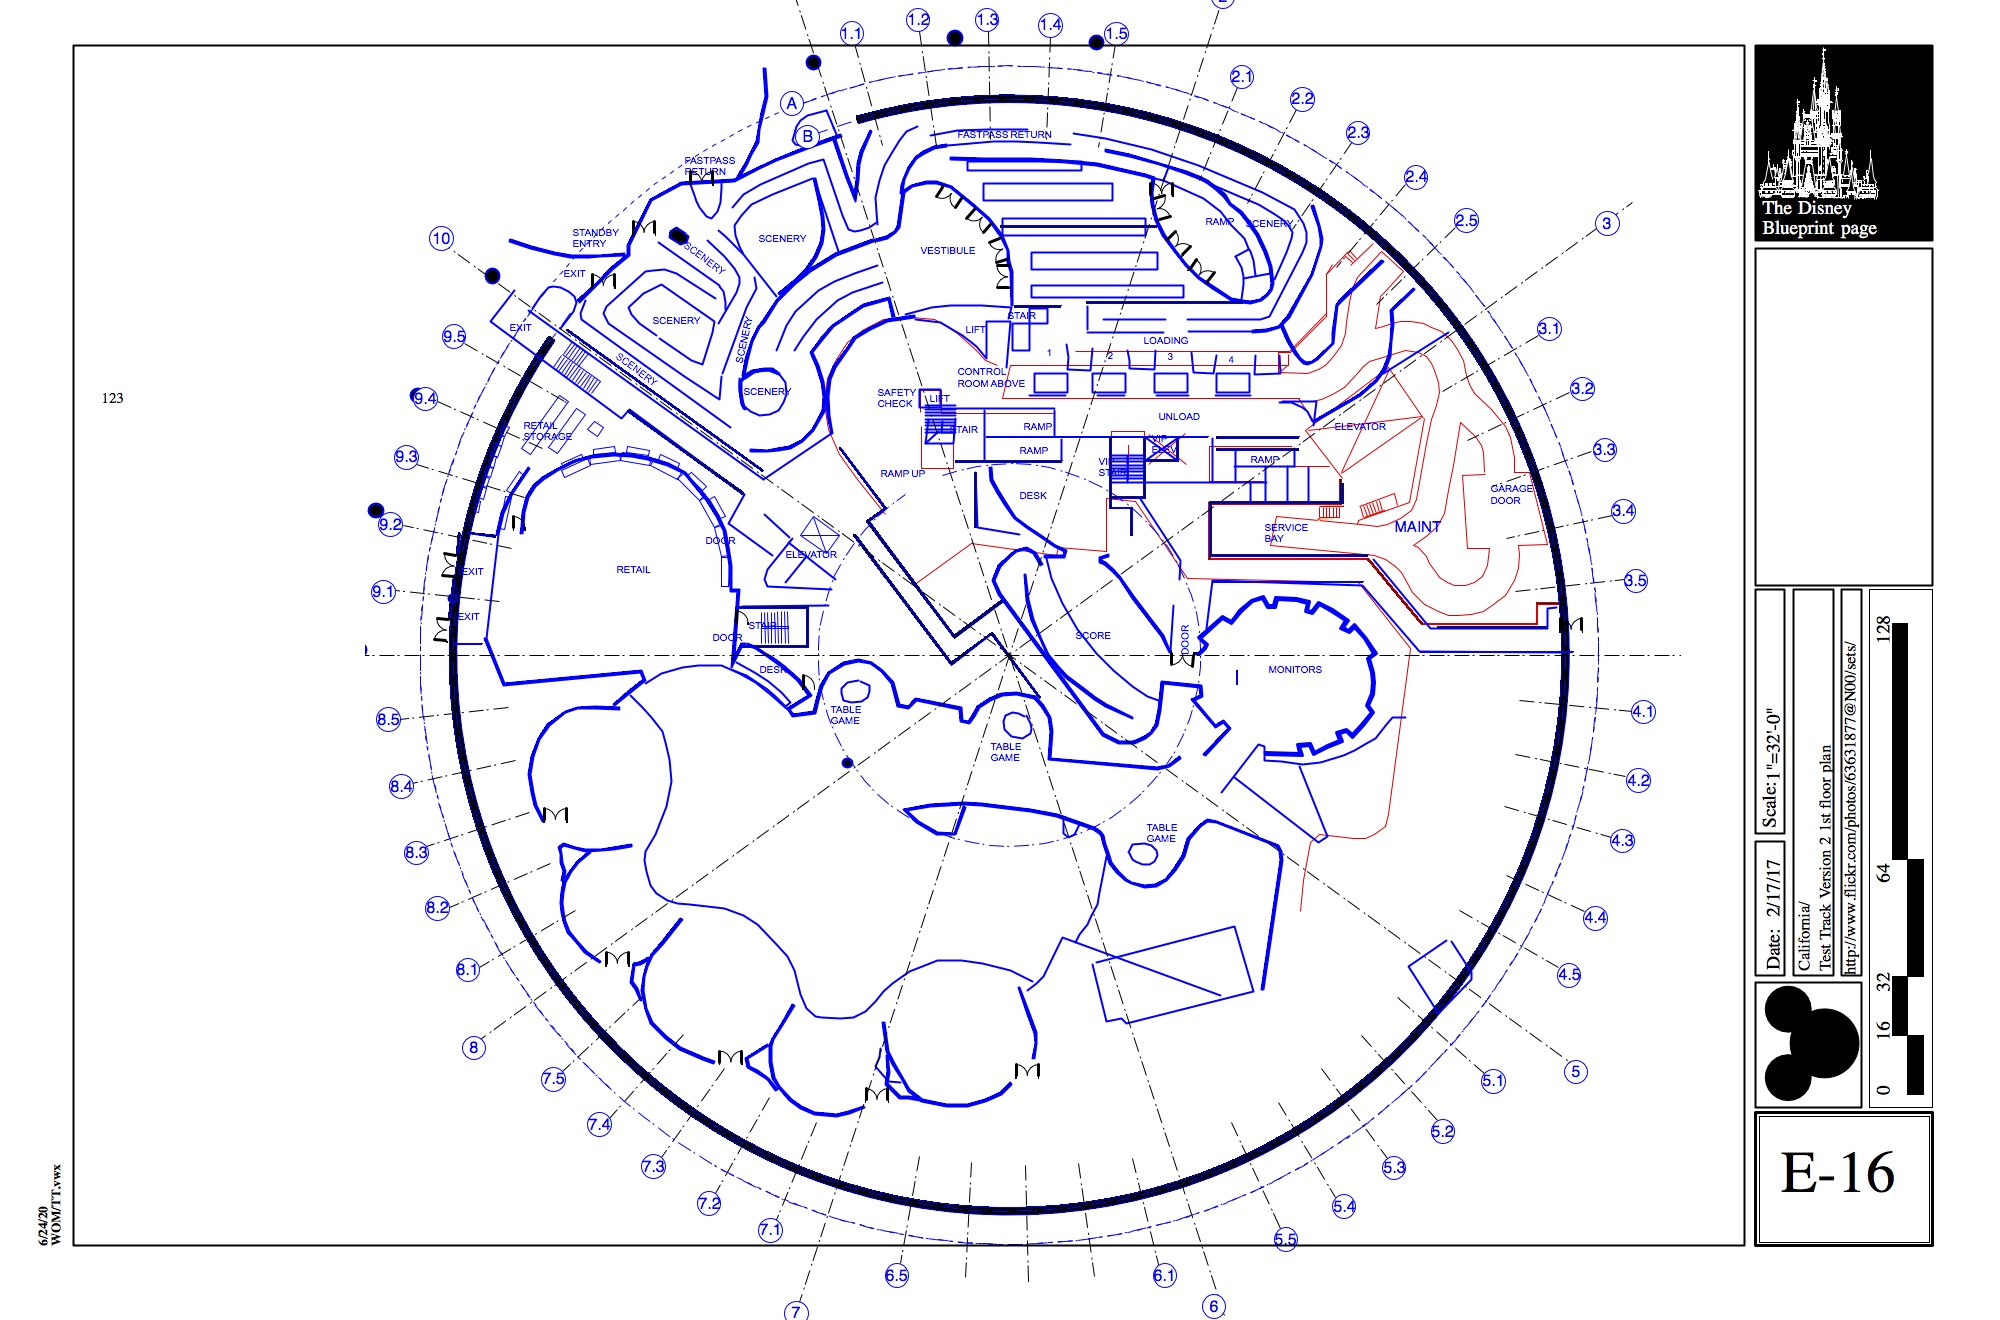 2
1.1
1.2
1.3
1.4
1.5
2.1
2.2
2.3
2.4
2.5
3
3.1
3.2
3.3
3.4
3.5
4.1
4.2
4.3
4.4
4.5
5
5.1
5.2
5.3
5.4
5.5
6
6.1
6.5
7
7.1
7.2
7.3
7.4
7.5
8
8.1
8.2
8.3
8.4
8.5
9.1
9.2
9.3
9.4
9.5
10
A
B
123
FASTPASS RETURN
FASTPASS
RETURN
STANDBY
ENTRY
EXIT
EXIT
SCENERY
SCENERY
SCENERY
SCENERY
SCENERY
SCENERY
VESTIBULE
RAMP
SCENERY
STAIR
LIFT
LOADING
1
2
3
4
CONTROL
ROOM ABOVE
SAFETY
CHECK
LIFT
STAIR
RAMP
RAMP
UNLOAD
VIP
ELEV
VIP
STAIR
RAMP
RAMP UP
DESK
ELEVATOR
GARAGE
DOOR
SERVICE
BAY
MAINT
RETAIL
STORAGE
DOOR
ELEVATOR
RETAIL
EXIT
EXIT
STAIR
DOOR
DESK
SCORE
DOOR
MONITORS
TABLE
GAME
TABLE
GAME
TABLE
GAME
The Disney
Blueprint page
Scale:1"=32'-0"
Date: 2/17/17
California/
Test Track Version 2 1st floor plan
http://www.flickr.com/photos/63631877@N00/sets/
128
64
32
16
0
E-16
6/24/20
WOM/TT.vwx